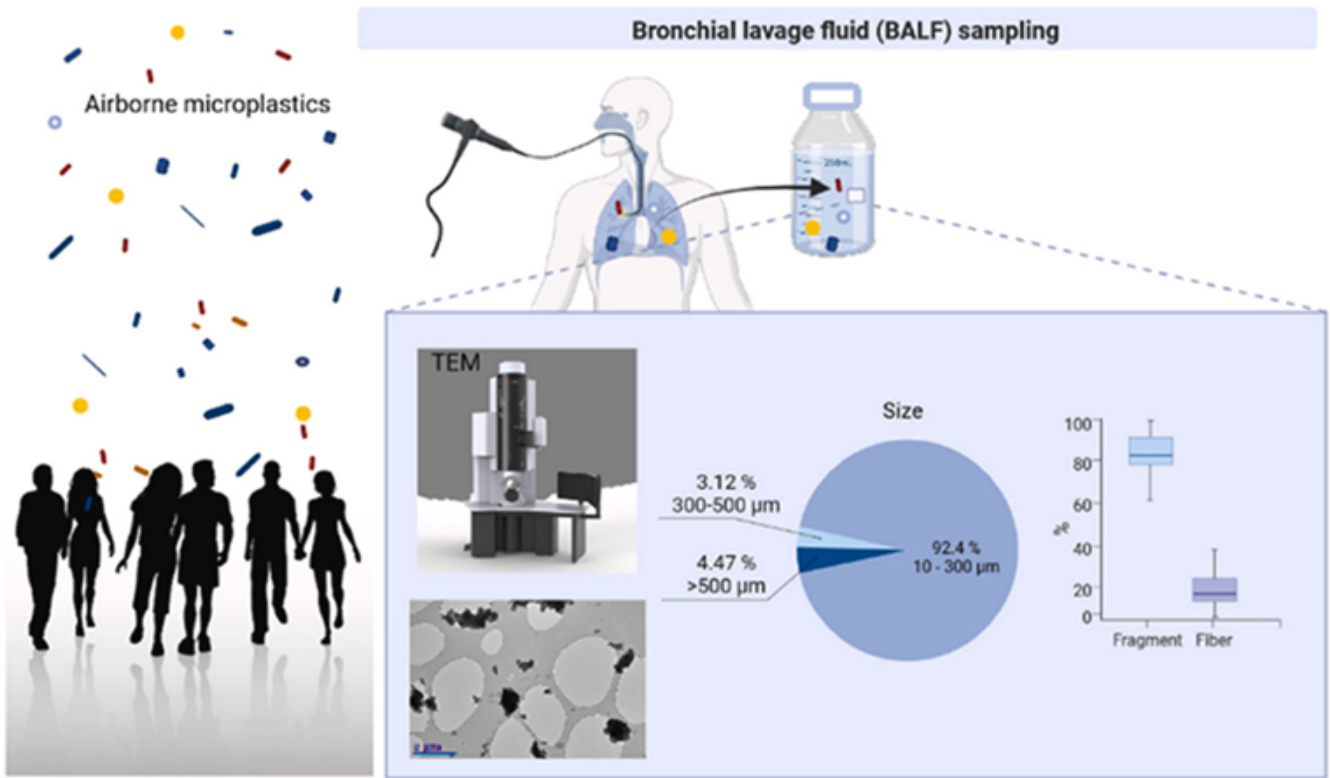 Bronchial lavage fluid (BALF) sampling
Airborne microplastics
TEM
Size
3.12 %
300-500 µm
4.47 %
>500 µm
92.4 %
10 - 300 µm
%
100
80
60
40
20
0
Fragment Fiber